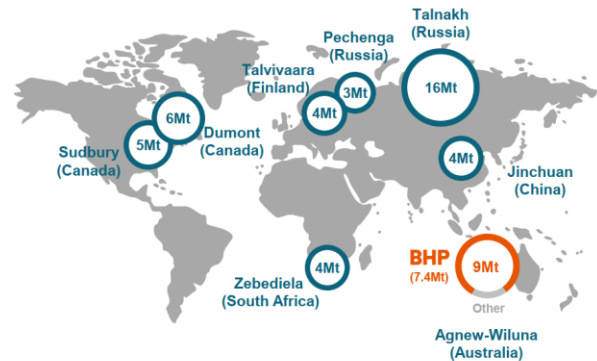 Talnakh
(Russia)
16Mt
Pechenga
(Russia)
3Mt
Talvivaara
(Finland)
4Mt
6Mt
Dumont
(Canada)
5Mt
Sudbury
(Canada)
4Mt
Jinchuan
(China)
4Mt
Zebediela
(South Africa)
BHP
(7.4Mt)
9Mt
Other
Agnew-Wiluna
(Australia)